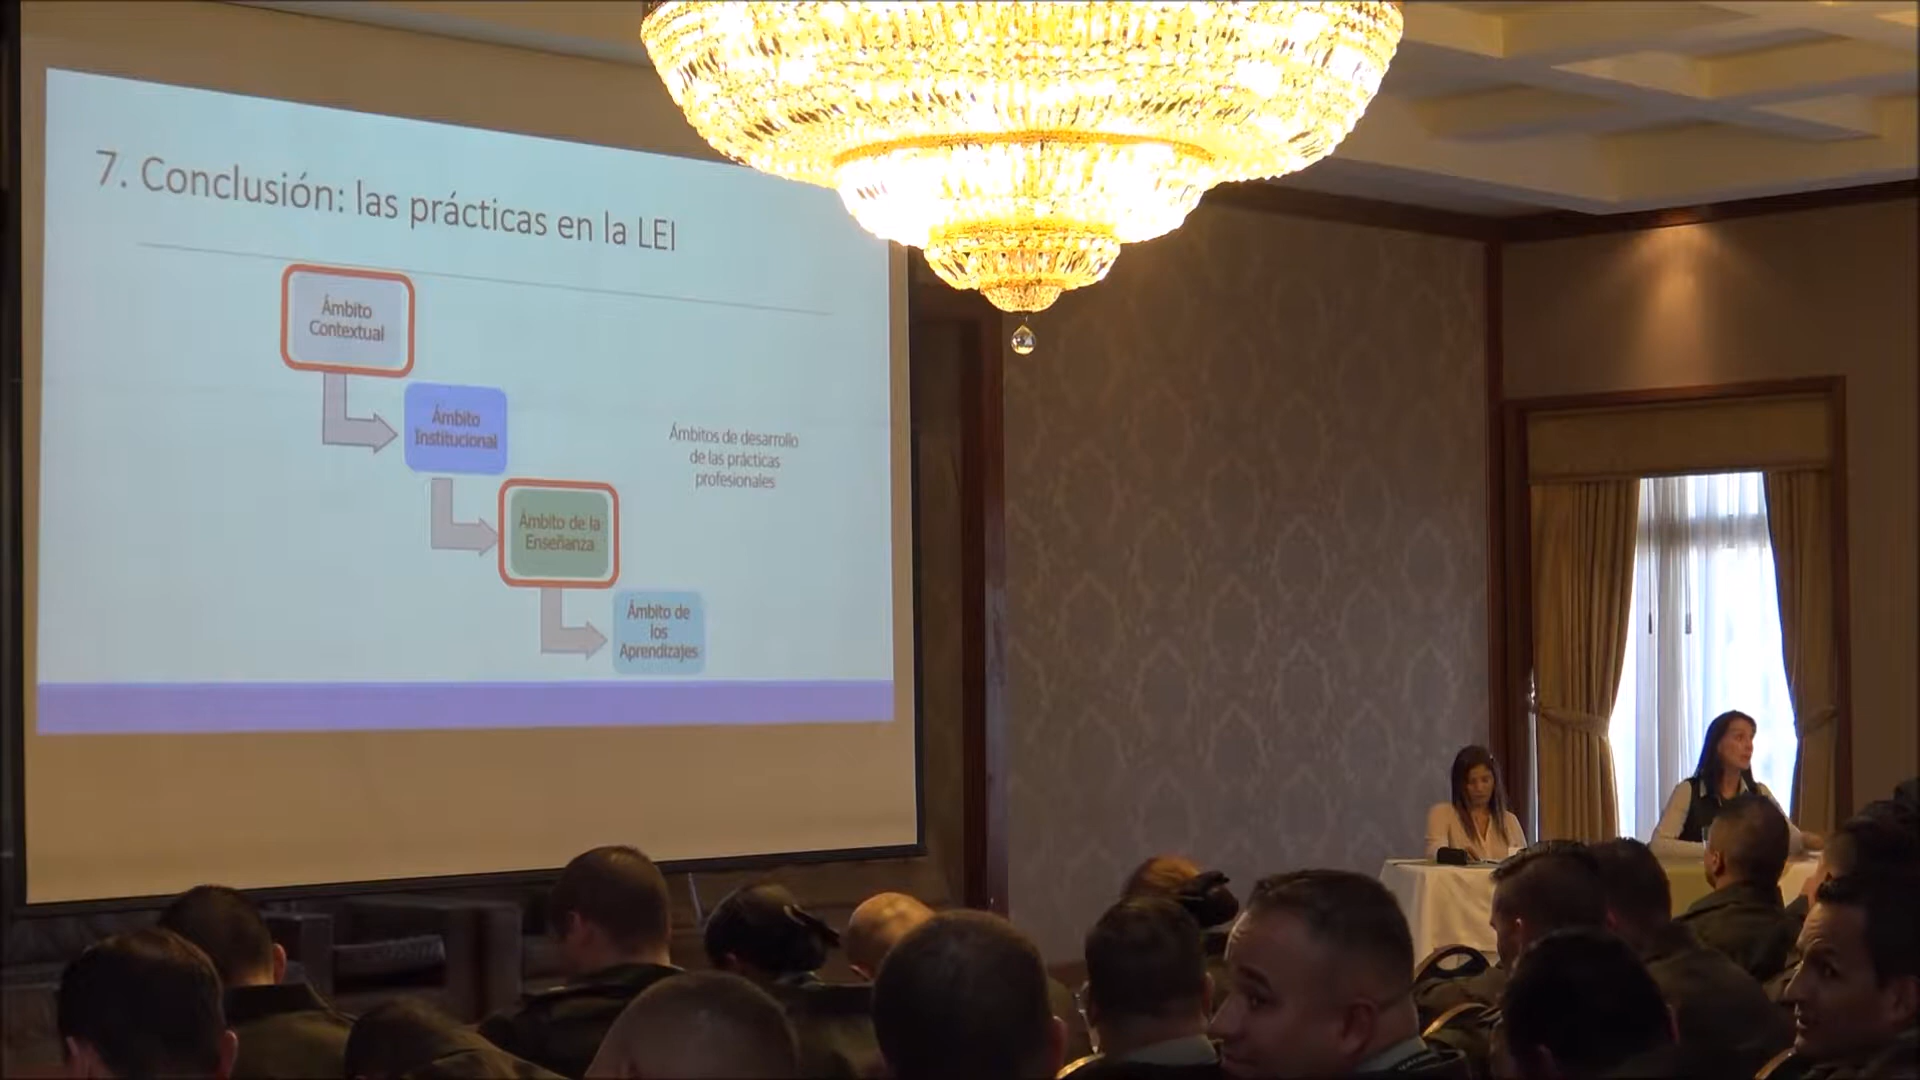 7. Conclusión: las prácticas en la LEI
Ámbito
Contextual
Ámbito
Institucional
Ámbitos de desarrollo
de las prácticas
profesionales
Ámbito de la
Enseñanza
Ámbito de
los
Aprendizajes